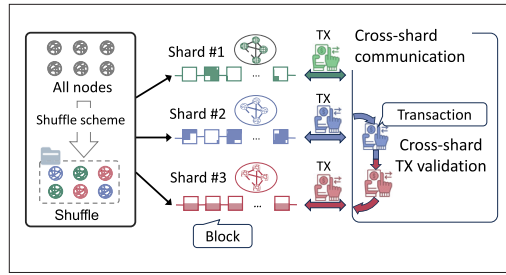 All nodes
Shuffle scheme
Shuffle
Shard #1
...
TX
Shard #2
...
TX
Shard #3
...
TX
Block
Cross-shard
communication
Transaction
Cross-shard
TX validation